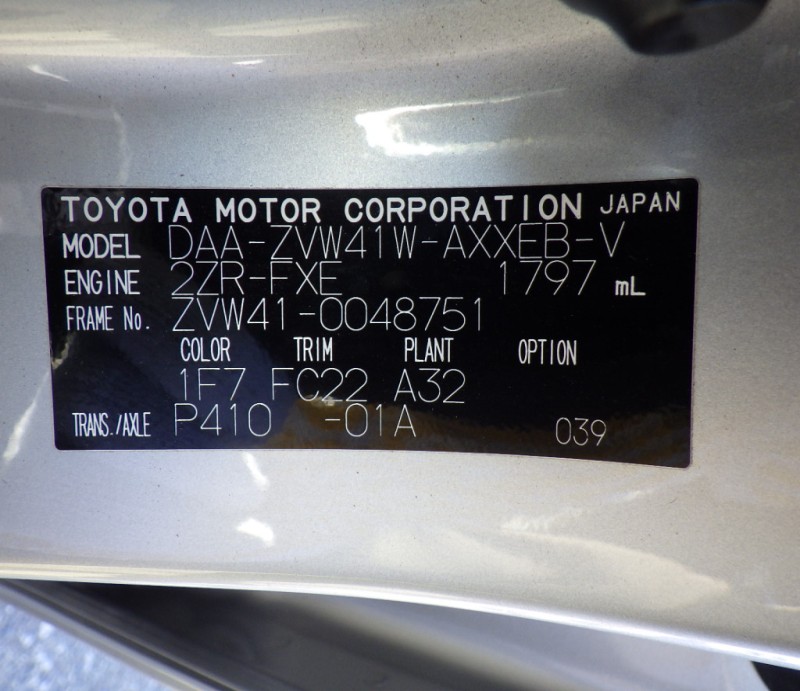 TOYOTA MOTOR CORPORATION JAPAN
MODEL DAA-ZVW41W-AXXEB-V
ENGINE 2ZR-FXE 1797 mL
FRAME No. ZVW41-0048751
COLOR TRIM PLANT OPTION
1F7 FC22 A32
TRANS./AXLE P410 -01A 039